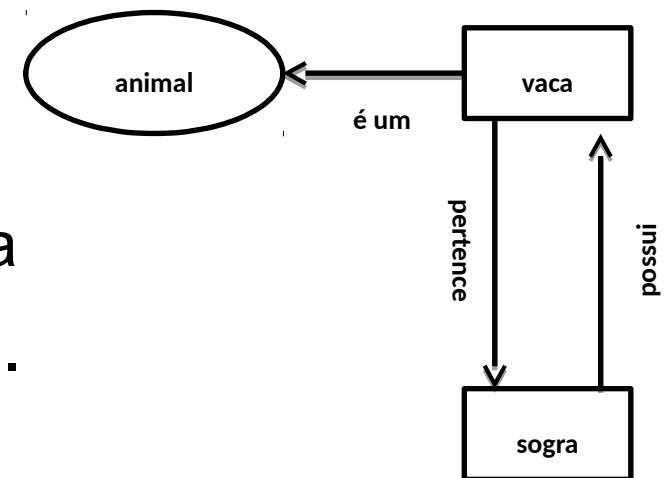 animal
vaca
é um
pertence
possui
a
.
sogra